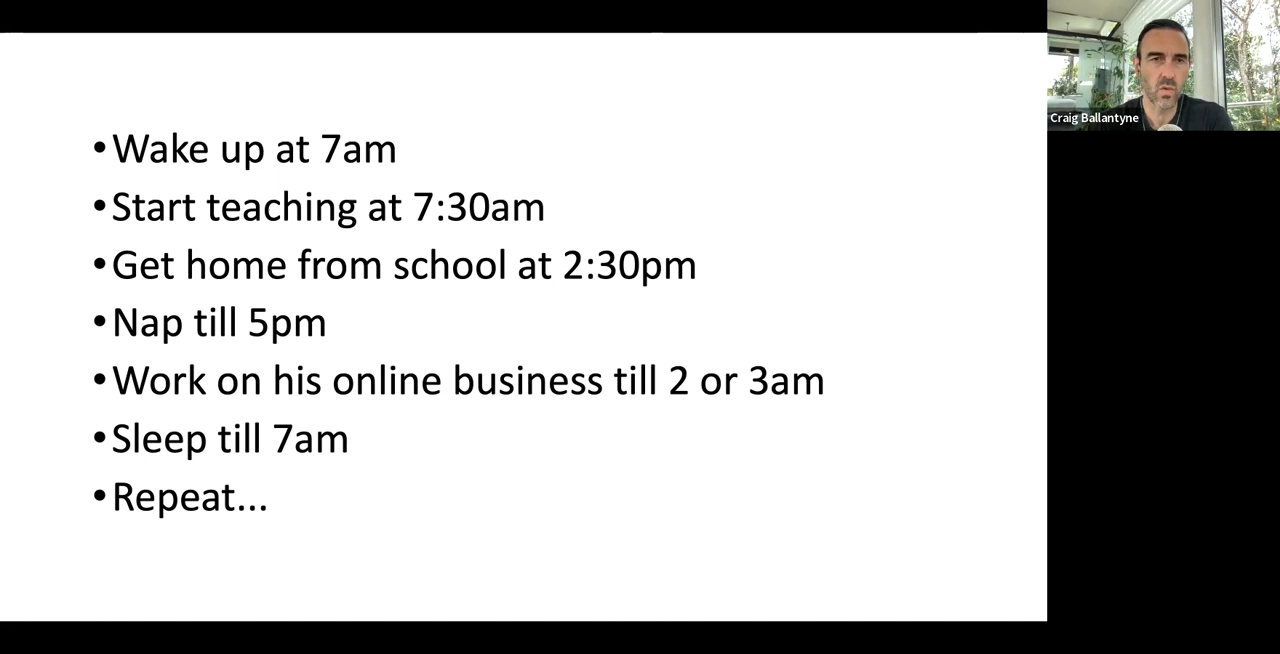 • Wake up at 7am
• Start teaching at 7:30am
• Get home from school at 2:30pm
• Nap till 5pm
• Work on his online business till 2 or 3am
• Sleep till 7am
• Repeat...
Craig Ballantyne